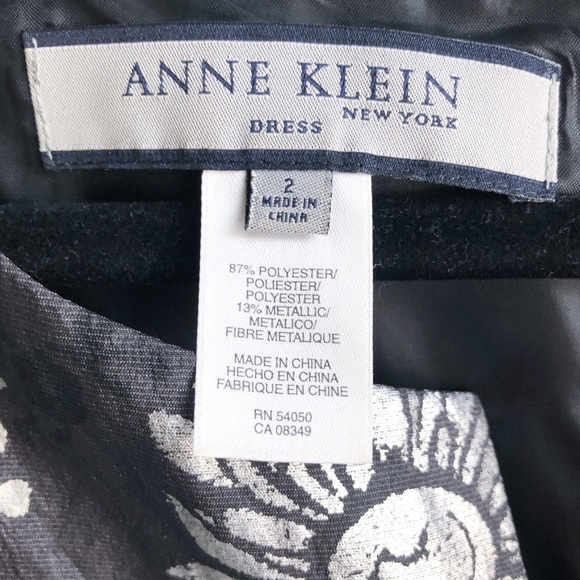 ANNE KLEIN
NEW YORK
DRESS
2
MADE IN
CHINA
87% POLYESTER/
POLIESTER/
POLYESTER
13% METALLIC/
METALICO/
FIBRE METALIQUE
MADE IN CHINA
HECHO EN CHINA
FABRIQUE EN CHINE
RN 54050
CA 08349